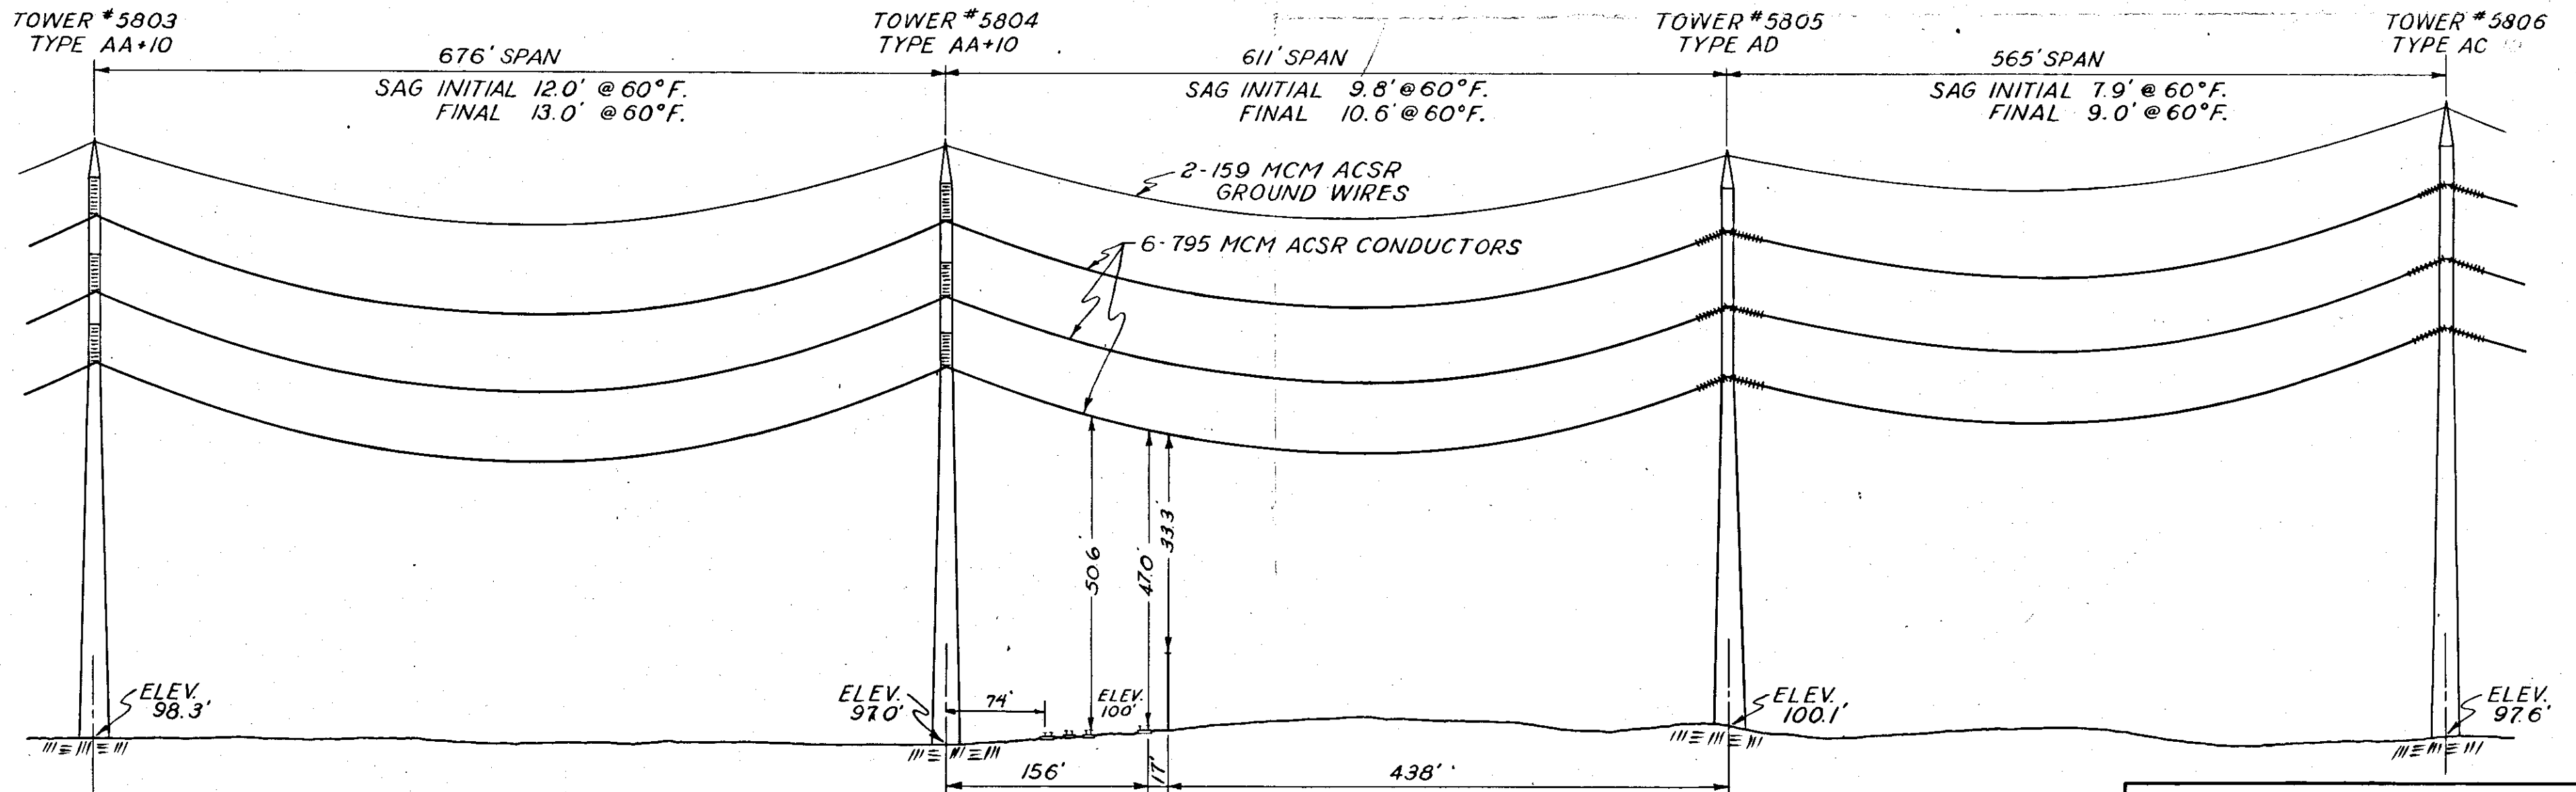 TOWER #5803
TYPE AA+10
TOWER #5804
TYPE AA+10
TOWER #5805
TYPE AD
TOWER #5806
TYPE AC
676' SPAN
SAG INITIAL 12.0' @ 60°F.
FINAL 13.0' @ 60°F.
611' SPAN
SAG INITIAL 9.8' @ 60°F.
FINAL 10.6' @ 60°F.
565' SPAN
SAG INITIAL 7.9' @ 60°F.
FINAL 9.0' @ 60°F.
2-159 MCM ACSR
GROUND WIRES
6-795 MCM ACSR CONDUCTORS
50.6'
47.0'
33.3'
ELEV.
98.3'
ELEV.
97.0'
74'
ELEV.
100'
ELEV.
100.1'
ELEV.
97.6'
156'
17'
438'